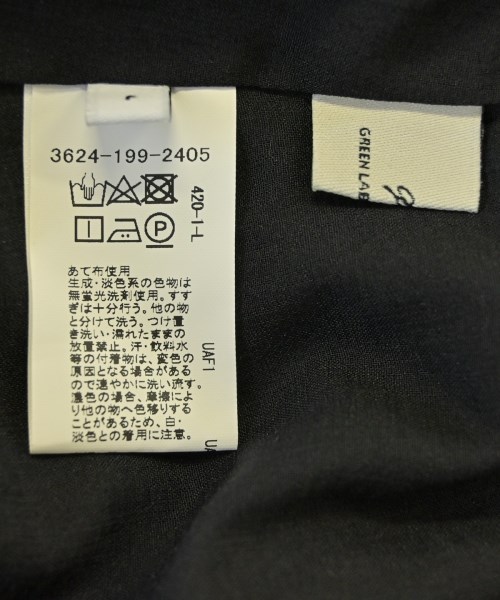 3624-199-2405
420-1-L
あて布使用
生成・淡色系の色物は
無蛍光洗剤使用。すす
ぎは十分行う。他の物
と分けて洗う。つけ置
き洗い・濡れたままの
放置禁止。汗・飲料水
等の付着物は、変色の
原因となる場合がある
ので速やかに洗い流す。
濃色の場合、摩擦によ
り他の物へ色移りする
ことがあるため、白・
淡色との着用に注意。
UAF1
UA
GREEN LAB